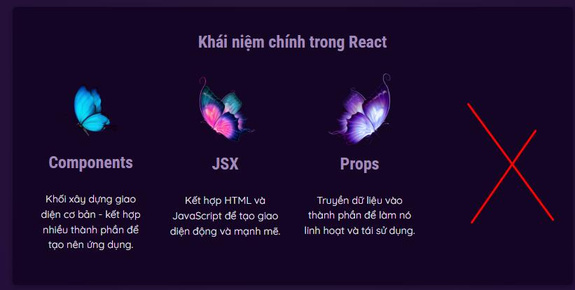 Khái niệm chính trong React
Components
Khối xây dựng giao
diện cơ bản - kết hợp
nhiều thành phần để
tạo nên ứng dụng.
JSX
Kết hợp HTML và
JavaScript để tạo giao
diện động và mạnh mẽ.
Props
Truyền dữ liệu vào
thành phần để làm nó
linh hoạt và tái sử dụng.